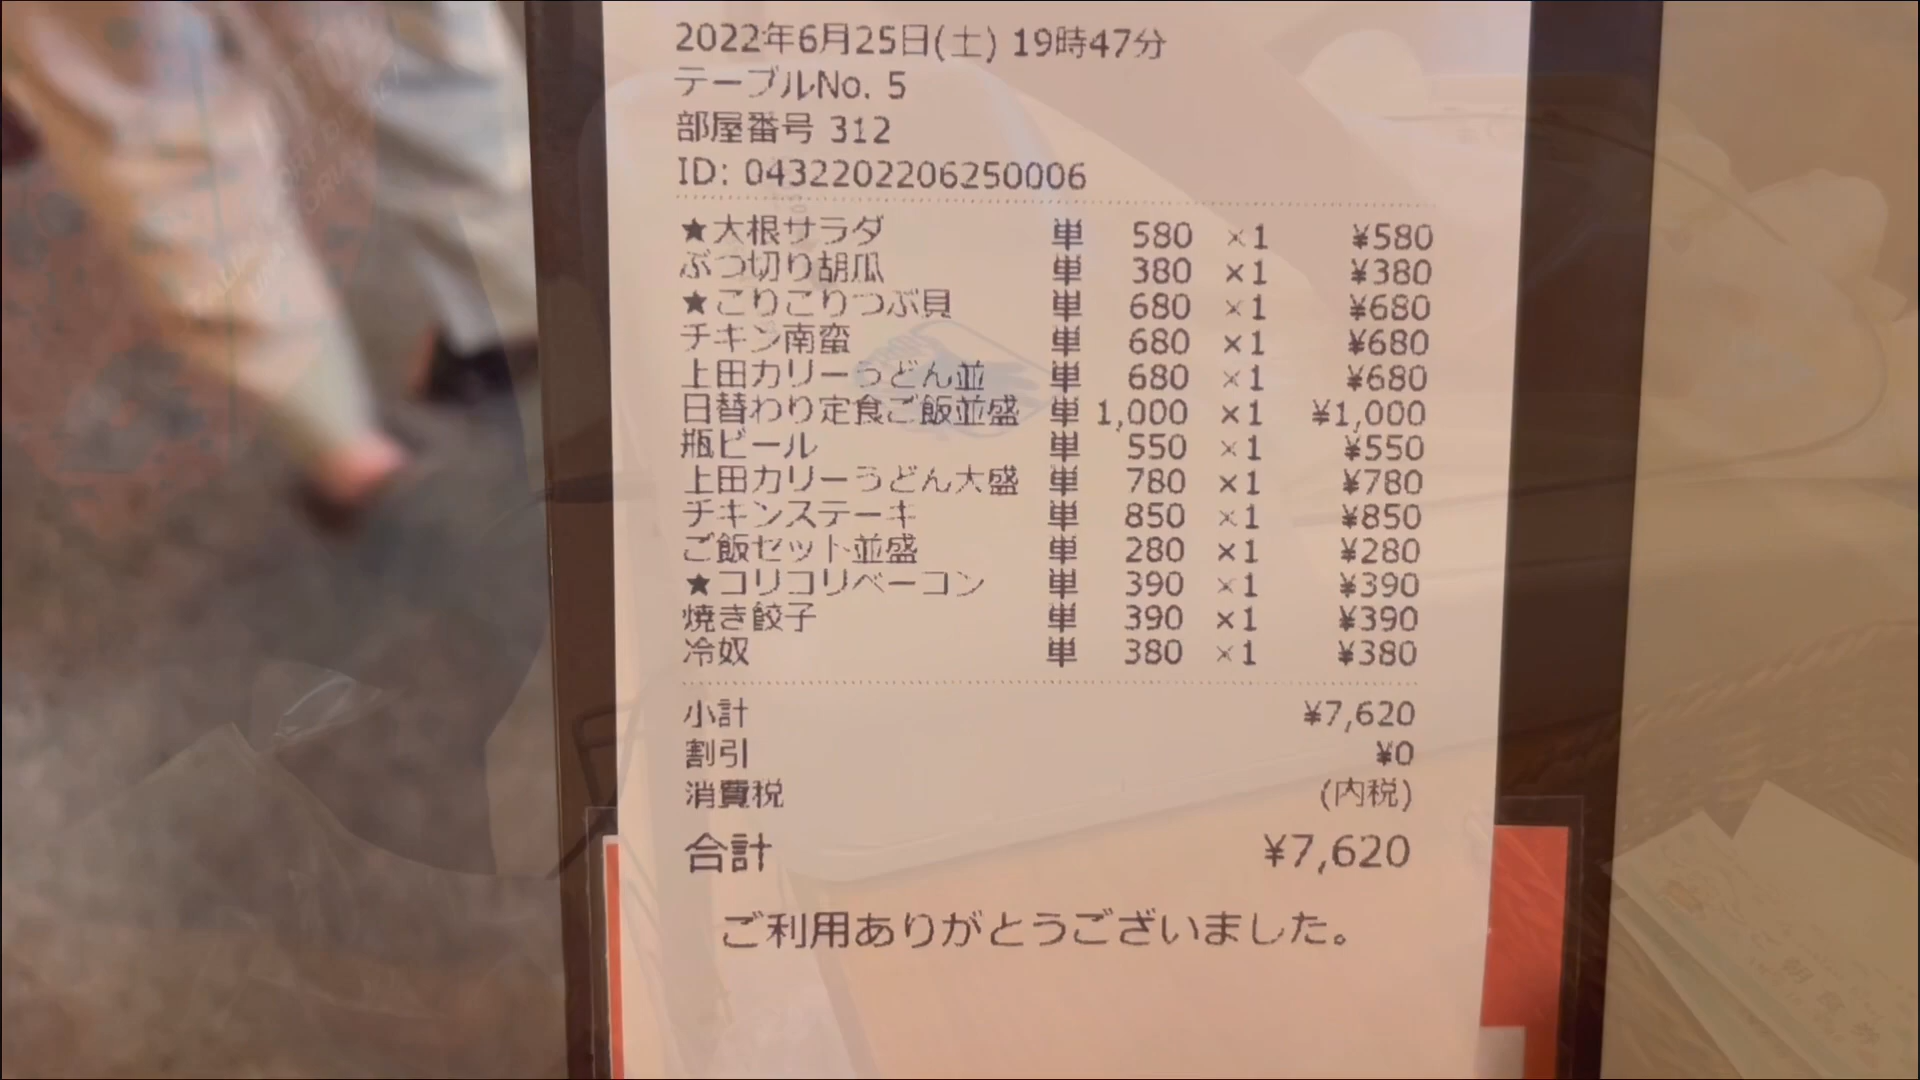 2022年6月25日(土) 19時47分
テーブルNo. 5
部屋番号 312
ID: 0432202206250006
★大根サラダ 単 580 ×1 ¥580
ぶつ切り胡瓜 単 380 ×1 ¥380
★こりこりつぶ貝 単 680 ×1 ¥680
チキン南蛮 単 680 ×1 ¥680
上田カリーうどん並 単 680 ×1 ¥680
日替わり定食ご飯並盛 単 1,000 ×1 ¥1,000
瓶ビール 単 550 ×1 ¥550
上田カリーうどん大盛 単 780 ×1 ¥780
チキンステーキ 単 850 ×1 ¥850
ご飯セット並盛 単 280 ×1 ¥280
★コリコリベーコン 単 390 ×1 ¥390
焼き餃子 単 390 ×1 ¥390
冷奴 単 380 ×1 ¥380
小計 ¥7,620
割引 ¥0
消費税 (内税)
合計 ¥7,620
ご利用ありがとうございました。